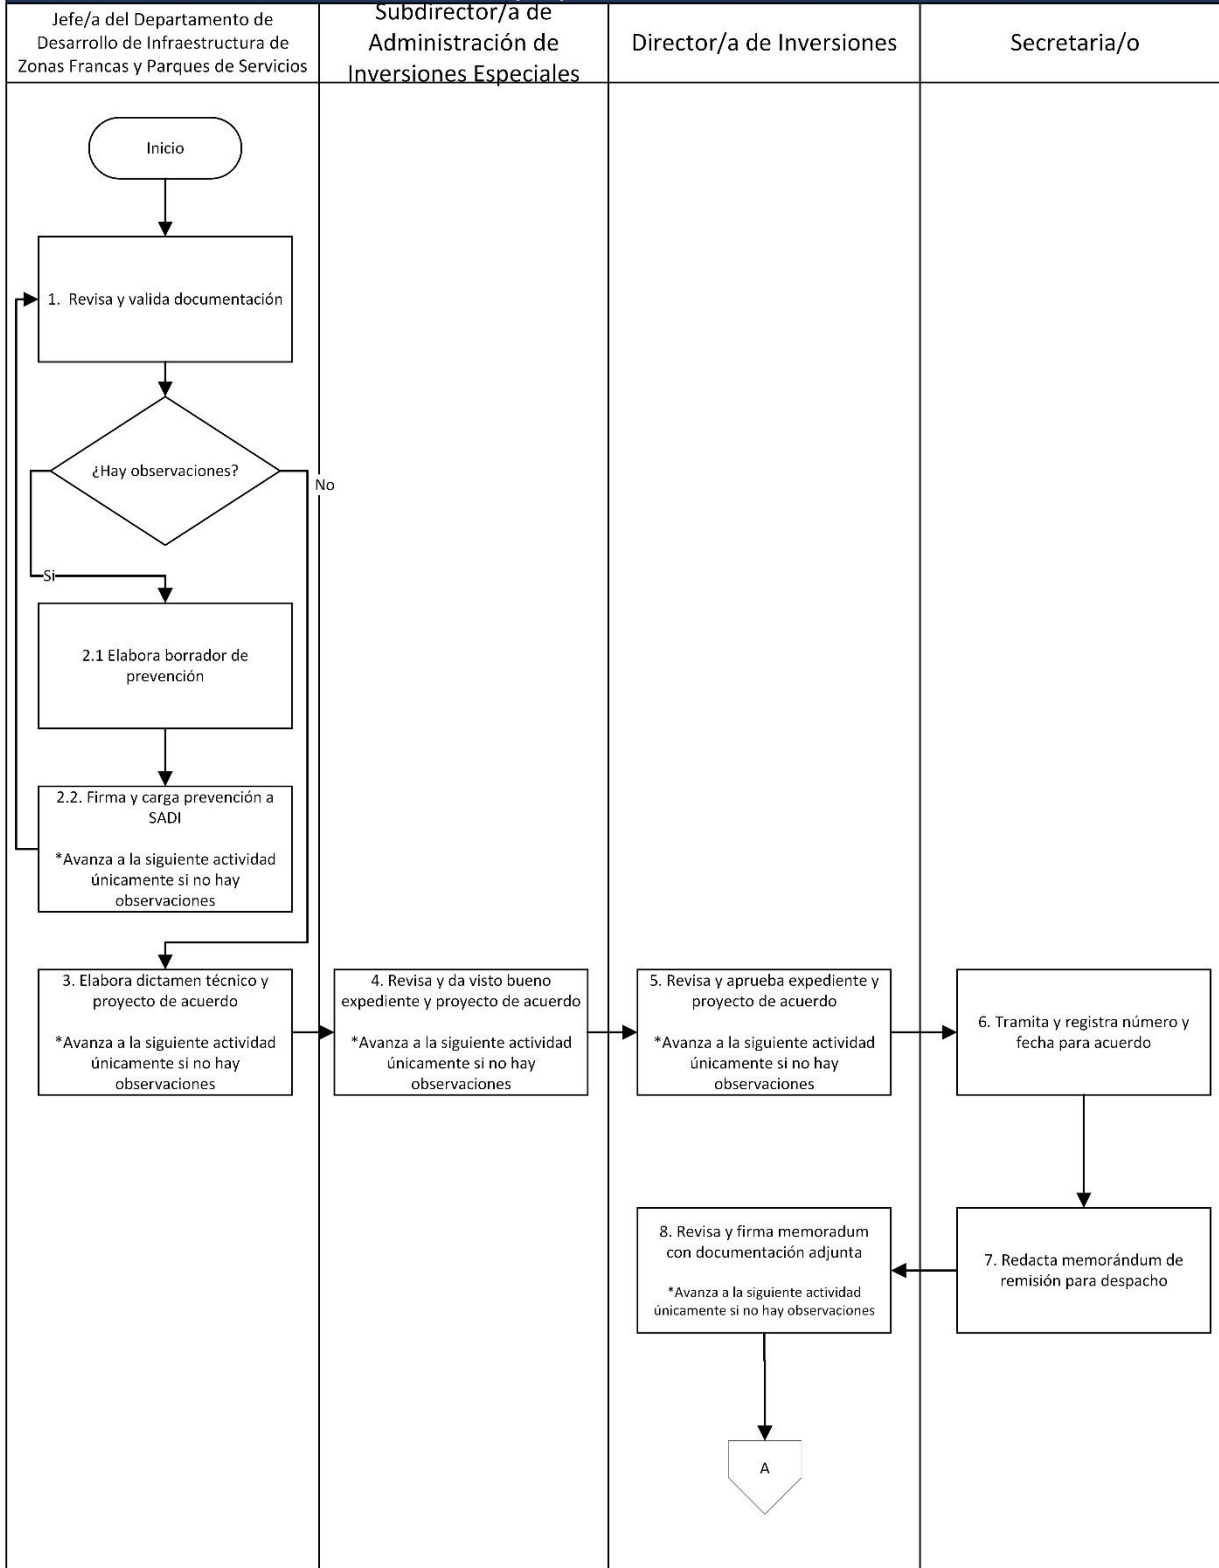 Jefe/a del Departamento de
Desarrollo de Infraestructura de
Zonas Francas y Parques de Servicios
Subdirector/a de
Administración de
Inversiones Especiales
Director/a de Inversiones
Secretaria/o
Inicio
1. Revisa y valida documentación
¿Hay observaciones?
No
Si
2.1 Elabora borrador de
prevención
2.2. Firma y carga prevención a
SADI
*Avanza a la siguiente actividad
únicamente si no hay
observaciones
3. Elabora dictamen técnico y
proyecto de acuerdo
*Avanza a la siguiente actividad
únicamente si no hay
observaciones
4. Revisa y da visto bueno
expediente y proyecto de acuerdo
*Avanza a la siguiente actividad
únicamente si no hay
observaciones
5. Revisa y aprueba expediente y
proyecto de acuerdo
*Avanza a la siguiente actividad
únicamente si no hay
observaciones
6. Tramita y registra número y
fecha para acuerdo
7. Redacta memorándum de
remisión para despacho
8. Revisa y firma memoradum
con documentación adjunta
*Avanza a la siguiente actividad
únicamente si no hay observaciones
A